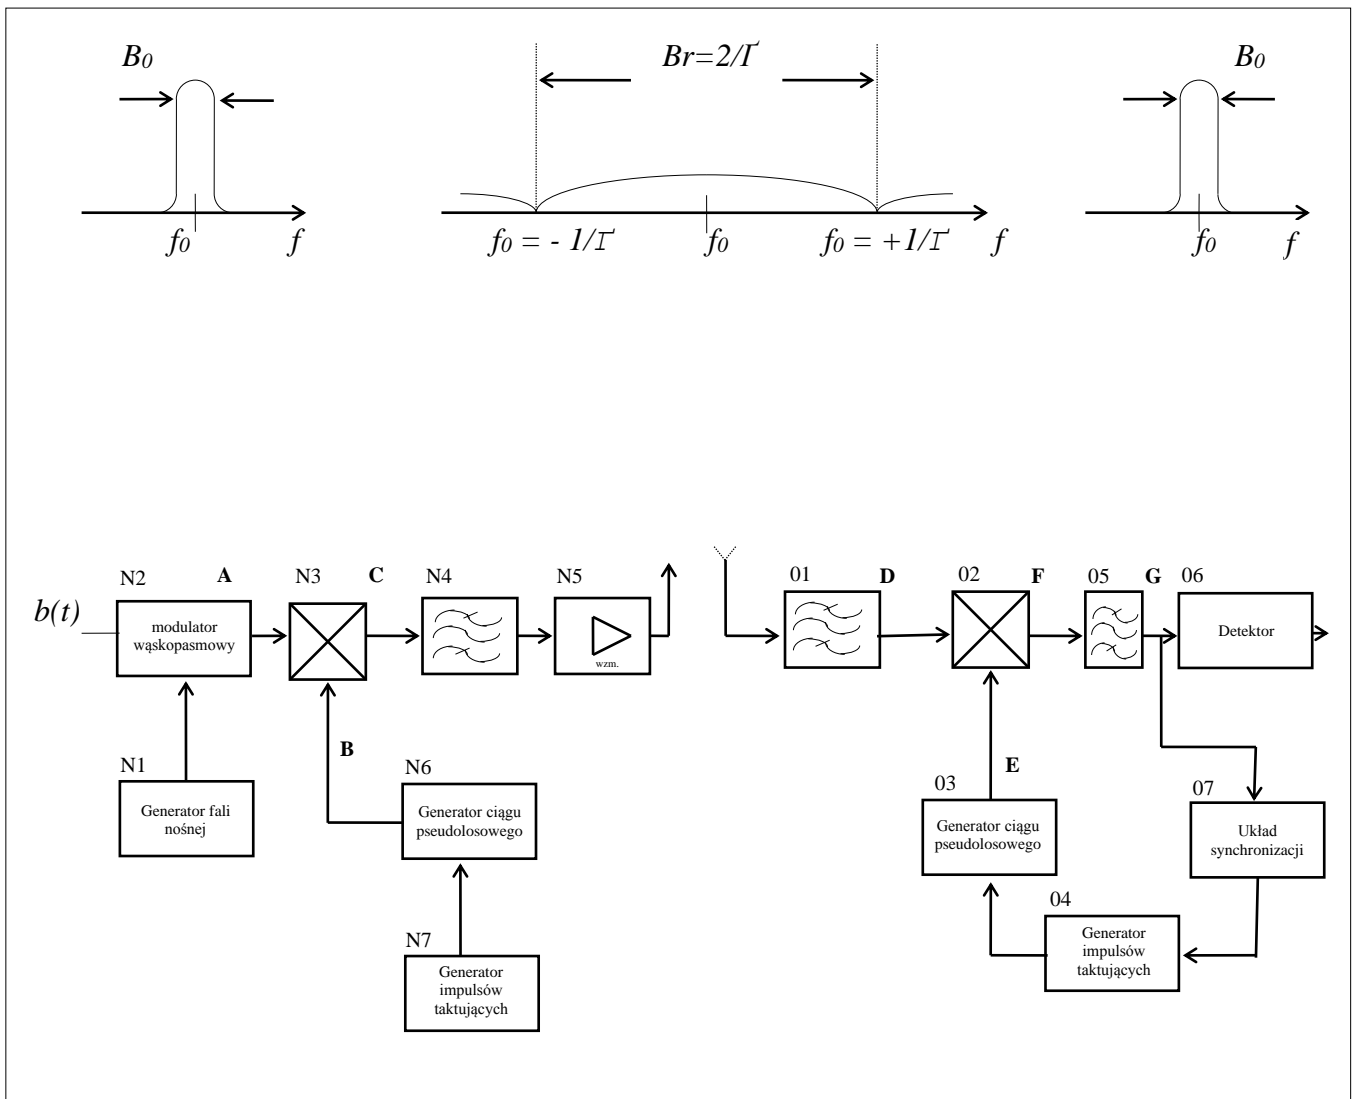 B0
Br=2/Τ
B0
f0
f
f0 = - 1/Τ
f0
f0 = +1/Τ
f
f0
f
b(t)
N2
modulator
wąskopasmowy
A
N3
C
N4
N5
wzm.
01
D
02
F
05
G
06
Detektor
N1
Generator fali
nośnej
B
N6
Generator ciągu
pseudolosowego
N7
Generator
impulsów
taktujących
E
03
Generator ciągu
pseudolosowego
04
Generator
impulsów
taktujących
07
Układ
synchronizacji